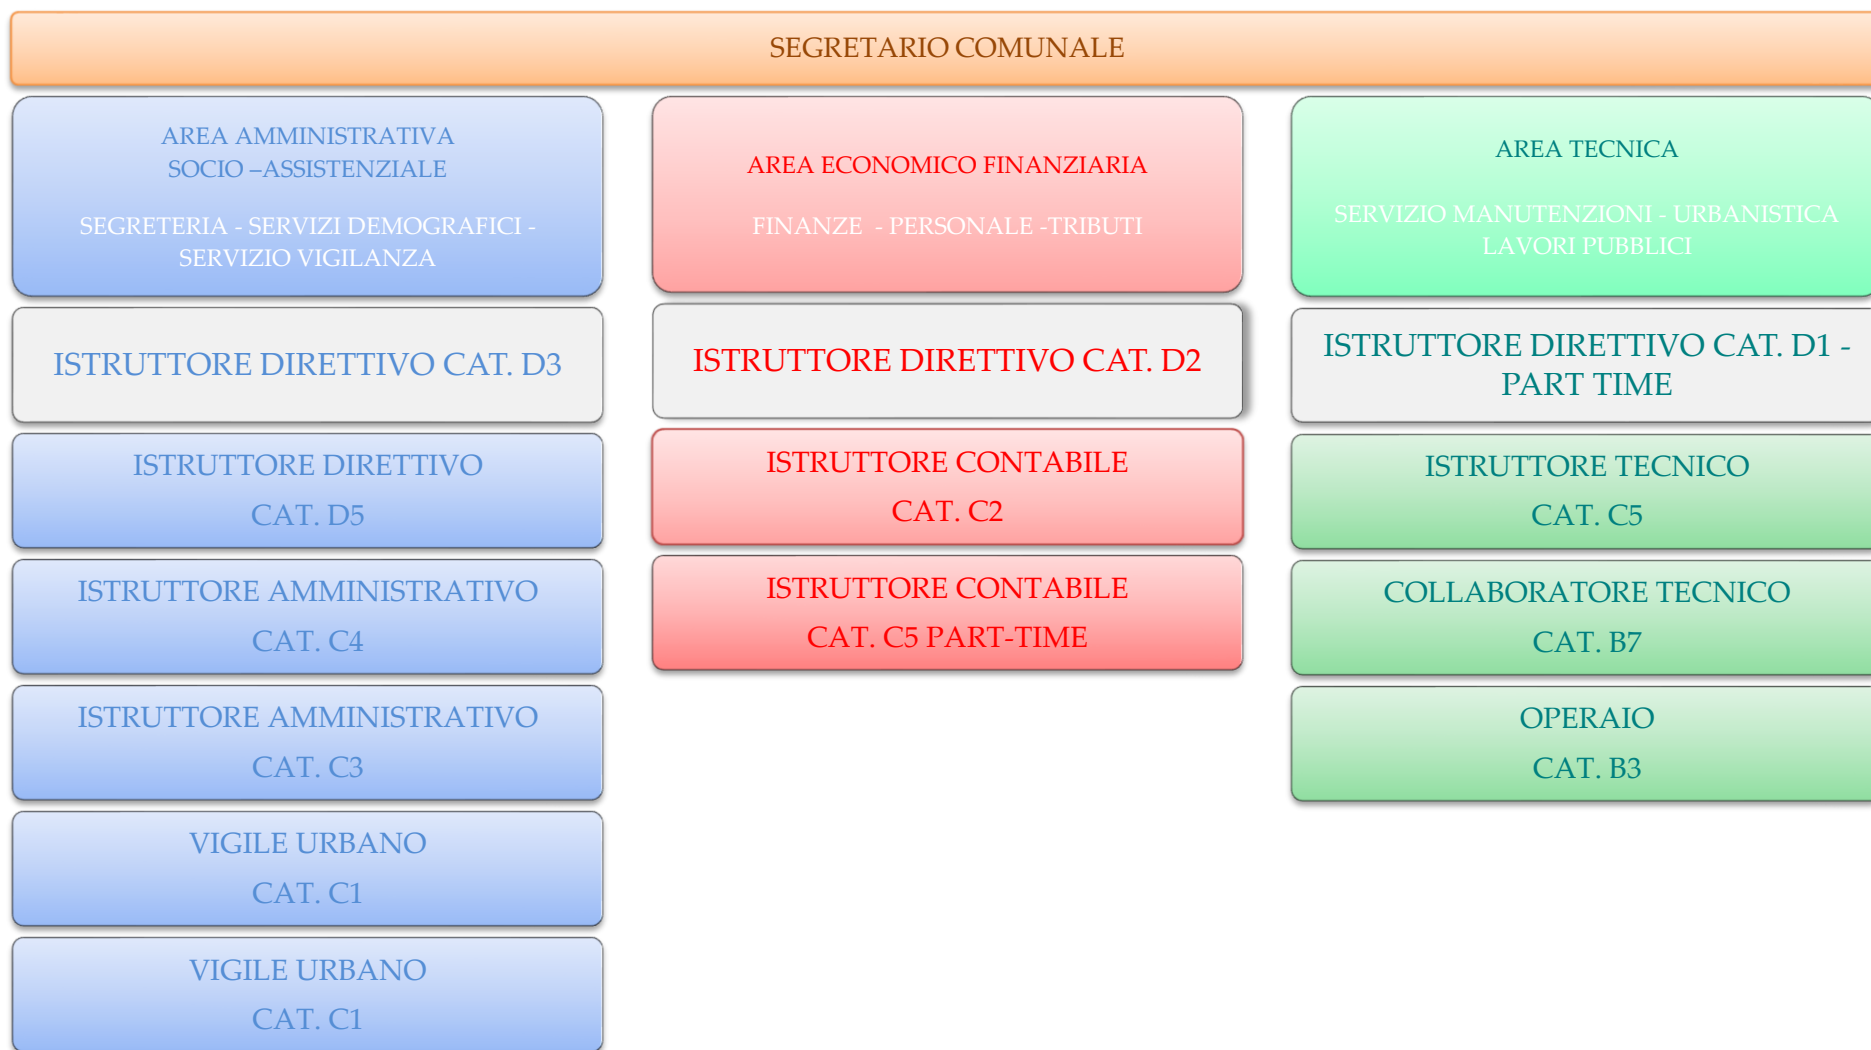 SEGRETARIO COMUNALE
AREA AMMINISTRATIVA
SOCIO –ASSISTENZIALE
SEGRETERIA - SERVIZI DEMOGRAFICI -
SERVIZIO VIGILANZA
ISTRUTTORE DIRETTIVO CAT. D3
ISTRUTTORE DIRETTIVO
CAT. D5
ISTRUTTORE AMMINISTRATIVO
CAT. C4
ISTRUTTORE AMMINISTRATIVO
CAT. C3
VIGILE URBANO
CAT. C1
VIGILE URBANO
CAT. C1
AREA ECONOMICO FINANZIARIA
FINANZE - PERSONALE -TRIBUTI
ISTRUTTORE DIRETTIVO CAT. D2
ISTRUTTORE CONTABILE
CAT. C2
ISTRUTTORE CONTABILE
CAT. C5 PART-TIME
AREA TECNICA
SERVIZIO MANUTENZIONI - URBANISTICA
LAVORI PUBBLICI
ISTRUTTORE DIRETTIVO CAT. D1 -
PART TIME
ISTRUTTORE TECNICO
CAT. C5
COLLABORATORE TECNICO
CAT. B7
OPERAIO
CAT. B3